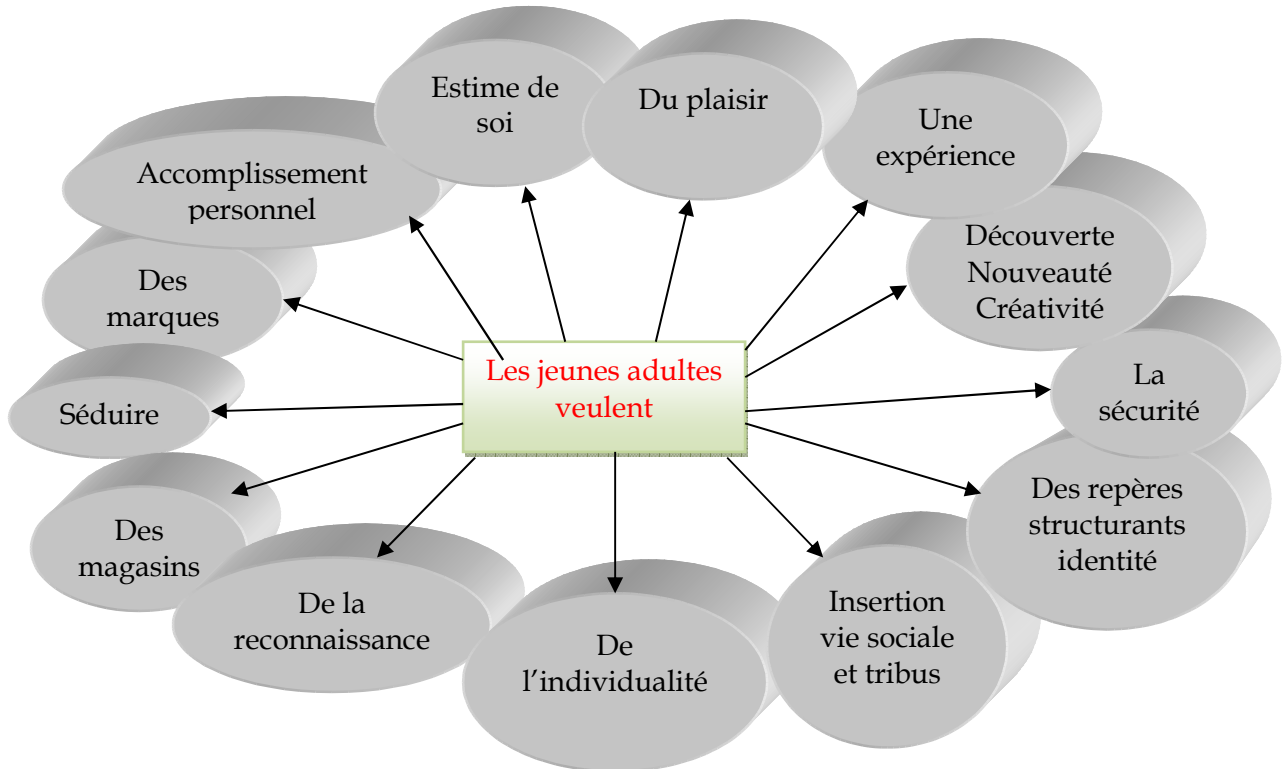 Estime de
soi
Du plaisir
Une
expérience
Accomplissement
personnel
Découverte
Nouveauté
Créativité
Des
marques
Les jeunes adultes
veulent
La
sécurité
Séduire
Des repères
structurants
identité
Des
magasins
De la
reconnaissance
De
l’individualité
Insertion
vie sociale
et tribus